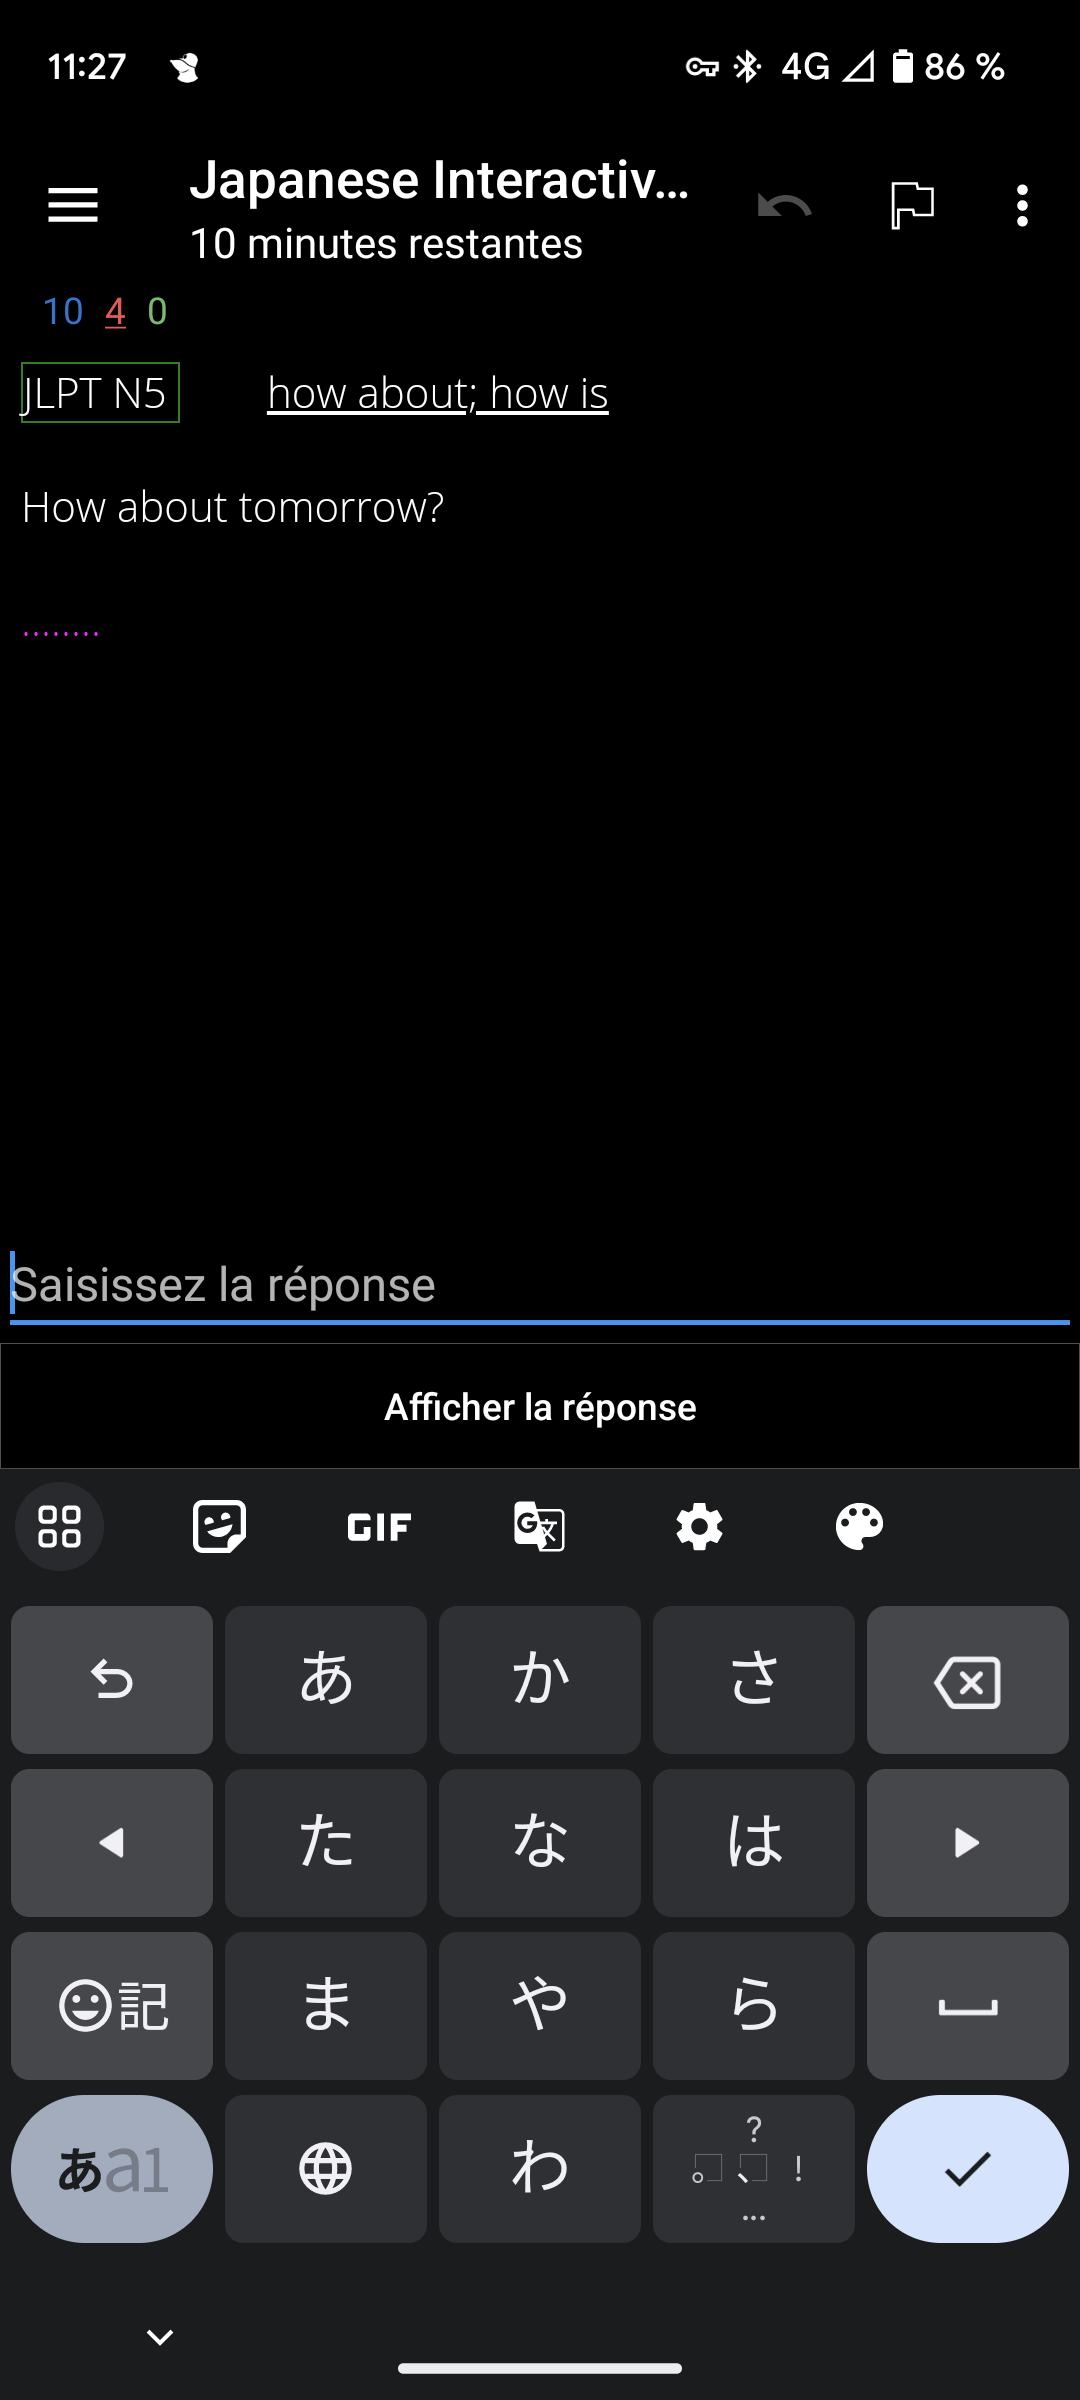 11:27 4G 86 %
Japanese Interactiv...
10 minutes restantes
10 4 0
JLPT N5 how about; how is
How about tomorrow?
........
Saisissez la réponse
Afficher la réponse
GIF G 文
あ か さ
た な は
記 ま や ら
あa1 わ 。、?!...